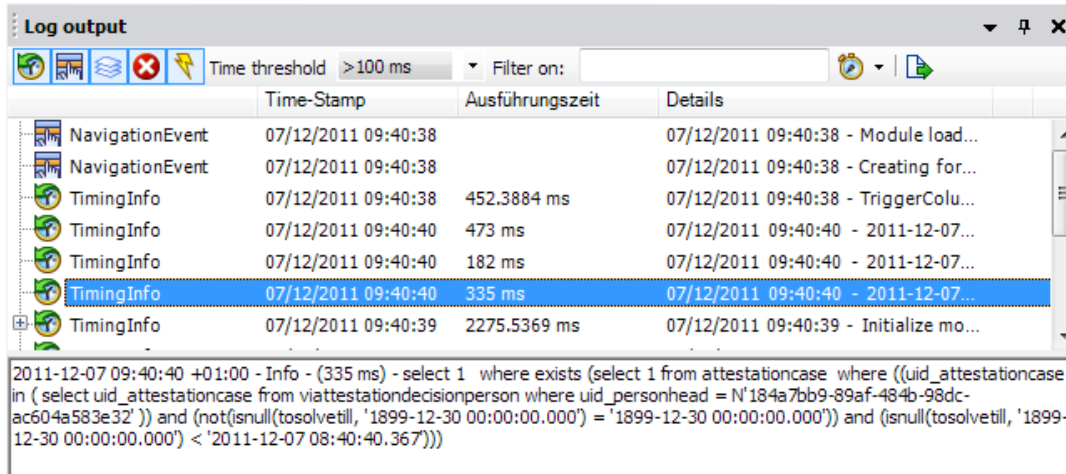 Log output
Time threshold >100 ms Filter on:
Time-Stamp Ausführungszeit Details
NavigationEvent 07/12/2011 09:40:38 07/12/2011 09:40:38 - Module load...
NavigationEvent 07/12/2011 09:40:38 07/12/2011 09:40:38 - Creating for...
TimingInfo 07/12/2011 09:40:38 452.3884 ms 07/12/2011 09:40:38 - TriggerColu...
TimingInfo 07/12/2011 09:40:40 473 ms 07/12/2011 09:40:40 - 2011-12-07...
TimingInfo 07/12/2011 09:40:40 182 ms 07/12/2011 09:40:40 - 2011-12-07...
TimingInfo 07/12/2011 09:40:40 335 ms 07/12/2011 09:40:40 - 2011-12-07...
TimingInfo 07/12/2011 09:40:39 2275.5369 ms 07/12/2011 09:40:39 - Initialize mo...
2011-12-07 09:40:40 +01:00 - Info - (335 ms) - select 1 where exists (select 1 from attestationcase where ((uid_attestationcase
in ( select uid_attestationcase from viattestationdecisionperson where uid_personhead = N'184a7bb9-89af-484b-98dc-
ac604a583e32' )) and (not(isnull(tosolvetill, '1899-12-30 00:00:00.000') = '1899-12-30 00:00:00.000')) and (isnull(tosolvetill, '1899-
12-30 00:00:00.000') < '2011-12-07 08:40:40.367')))